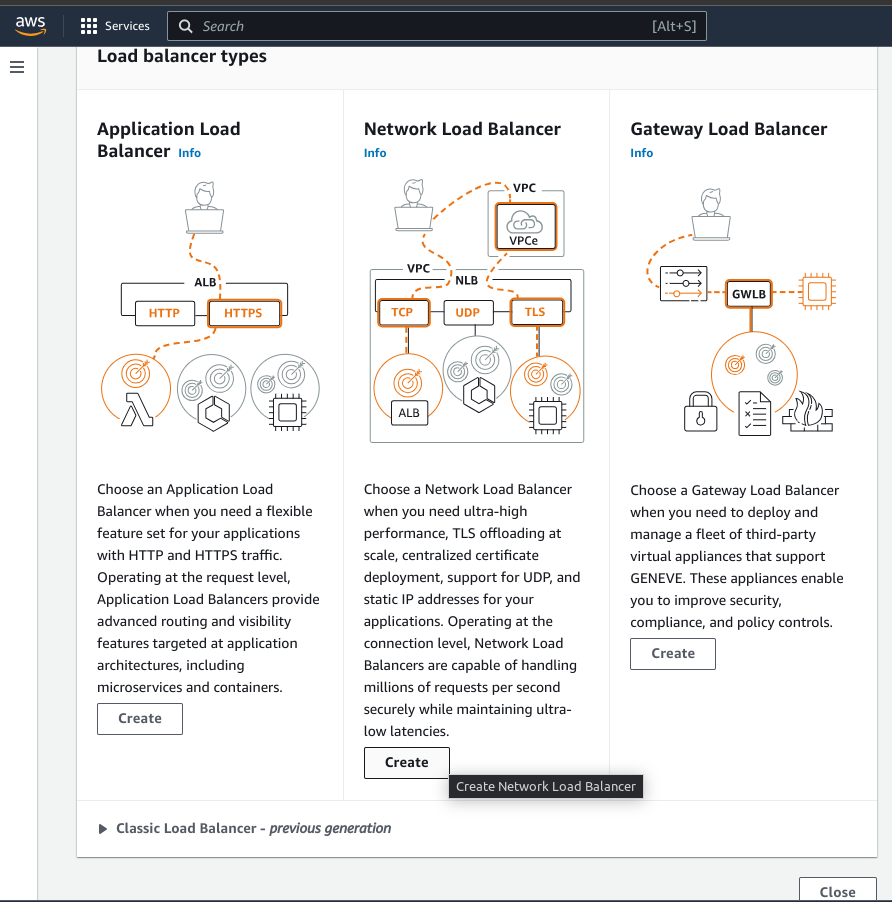 aws
Services
Search
[Alt+S]
Load balancer types
Application Load
Balancer Info
ALB
HTTP
HTTPS
Choose an Application Load
Balancer when you need a flexible
feature set for your applications
with HTTP and HTTPS traffic.
Operating at the request level,
Application Load Balancers provide
advanced routing and visibility
features targeted at application
architectures, including
microservices and containers.
Create
Network Load Balancer
Info
VPC
VPCe
VPC
NLB
TCP
UDP
TLS
ALB
Choose a Network Load Balancer
when you need ultra-high
performance, TLS offloading at
scale, centralized certificate
deployment, support for UDP, and
static IP addresses for your
applications. Operating at the
connection level, Network Load
Balancers are capable of handling
millions of requests per second
securely while maintaining ultra-
low latencies.
Create
Create Network Load Balancer
Gateway Load Balancer
Info
GWLB
Choose a Gateway Load Balancer
when you need to deploy and
manage a fleet of third-party
virtual appliances that support
GENEVE. These appliances enable
you to improve security,
compliance, and policy controls.
Create
Classic Load Balancer - previous generation
Close